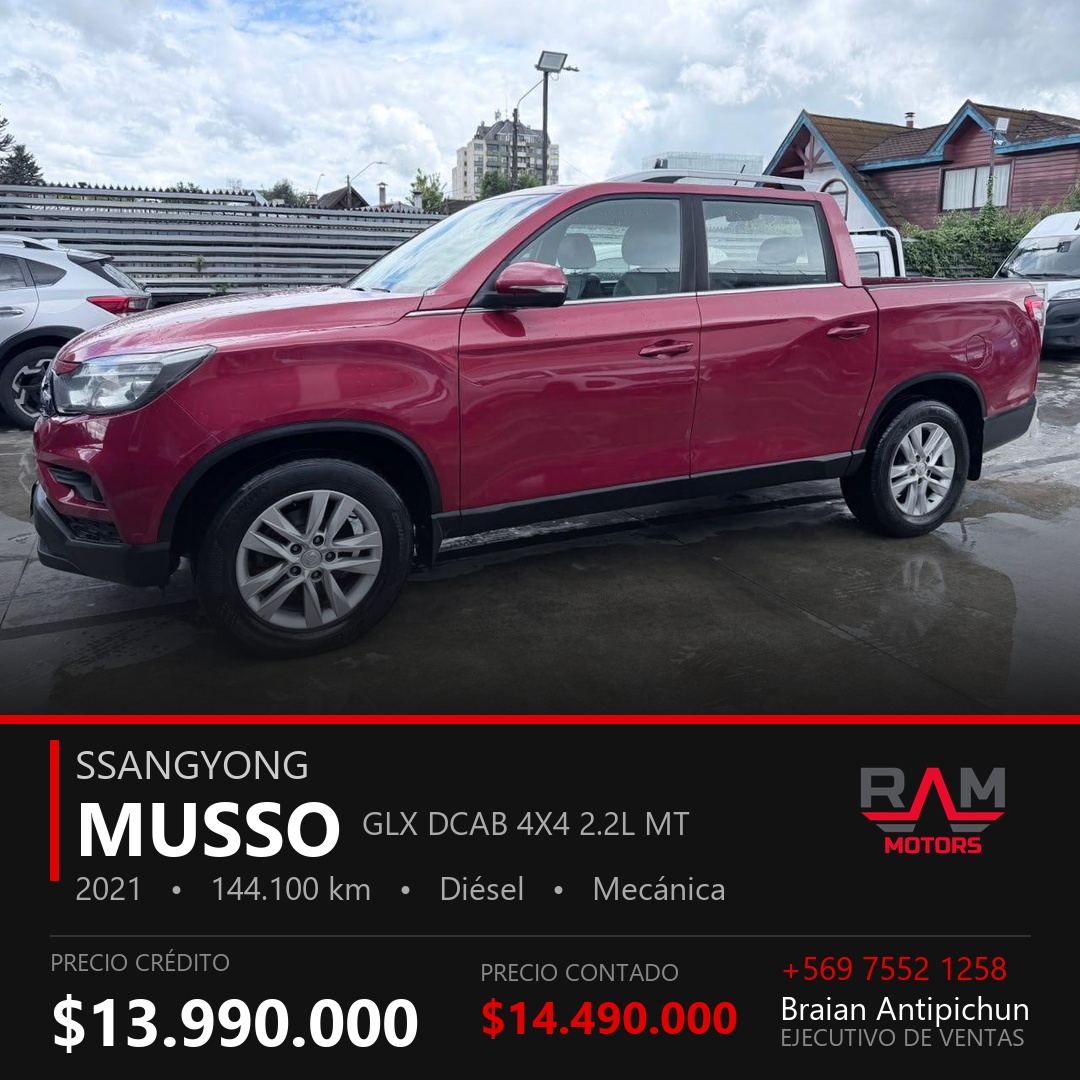 SSANGYONG
MUSSO GLX DCAB 4X4 2.2L MT
2021 • 144.100 km • Diésel • Mecánica
RAM
MOTORS
PRECIO CRÉDITO
$13.990.000
PRECIO CONTADO
$14.490.000
+569 7552 1258
Braian Antipichun
EJECUTIVO DE VENTAS